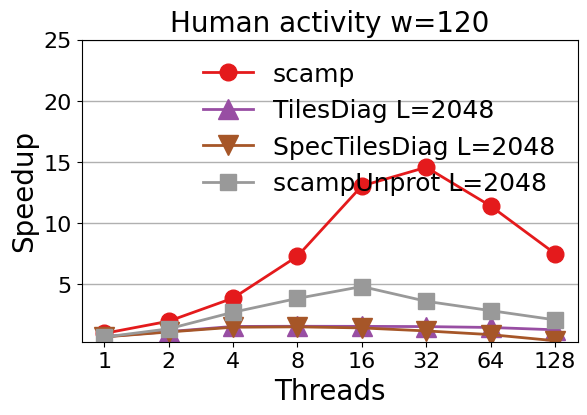 Human activity w=120
25
20
15
10
5
Speedup
scamp
TilesDiag L=2048
SpecTilesDiag L=2048
scampUnprot L=2048
1 2 4 8 16 32 64 128
Threads